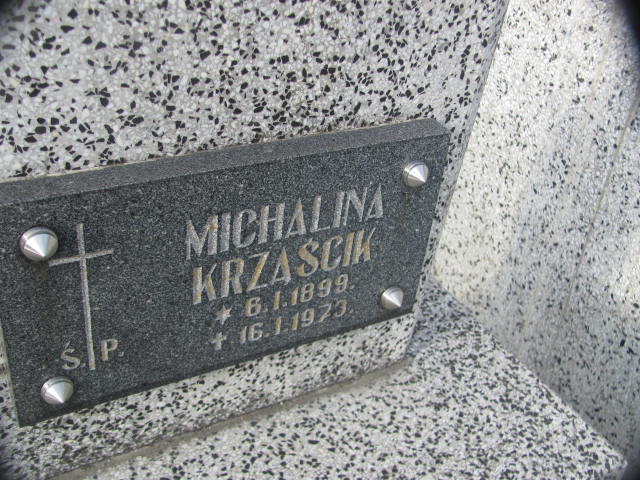 Ś. P.
MICHALINA
KRZĄŚCIK
* 6.I.1899.
+ 16.I.1973.